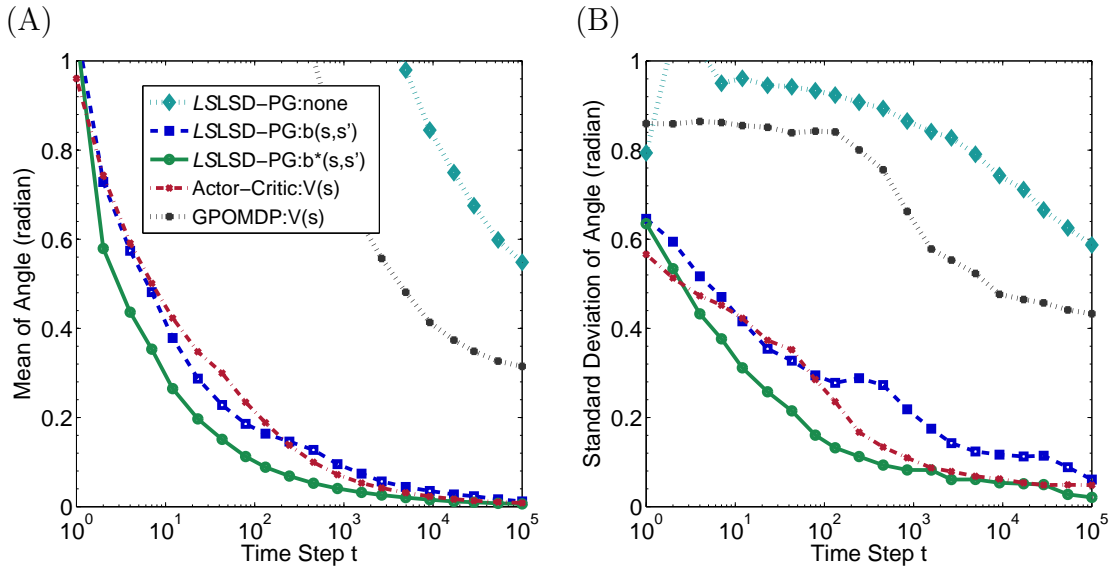 (A)
Mean of Angle (radian)
1
0.8
0.6
0.4
0.2
0
LSLSD−PG:none
LSLSD−PG:b(s,s')
LSLSD−PG:b*(s,s')
Actor−Critic:V(s)
GPOMDP:V(s)
10^0
10^1
10^2
10^3
10^4
10^5
Time Step t
(B)
Standard Deviation of Angle (radian)
1
0.8
0.6
0.4
0.2
0
10^0
10^1
10^2
10^3
10^4
10^5
Time Step t